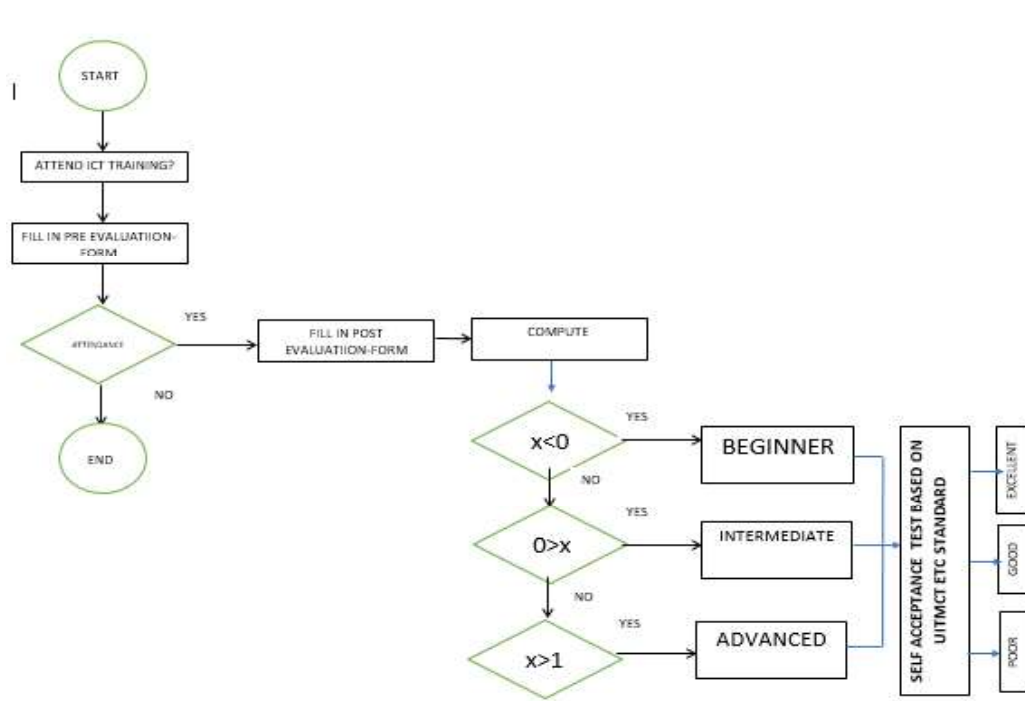 START
ATTEND ICT TRAINING?
FILL IN PRE EVALUATIION-
FORM
ATTENDANCE
YES
NO
END
FILL IN POST
EVALUATIION-FORM
COMPUTE
x<0
YES
NO
BEGINNER
0>x
YES
NO
INTERMEDIATE
x>1
YES
ADVANCED
SELF ACCEPTANCE TEST BASED ON
UITMCT ETC STANDARD
EXCELLENT
GOOD
POOR